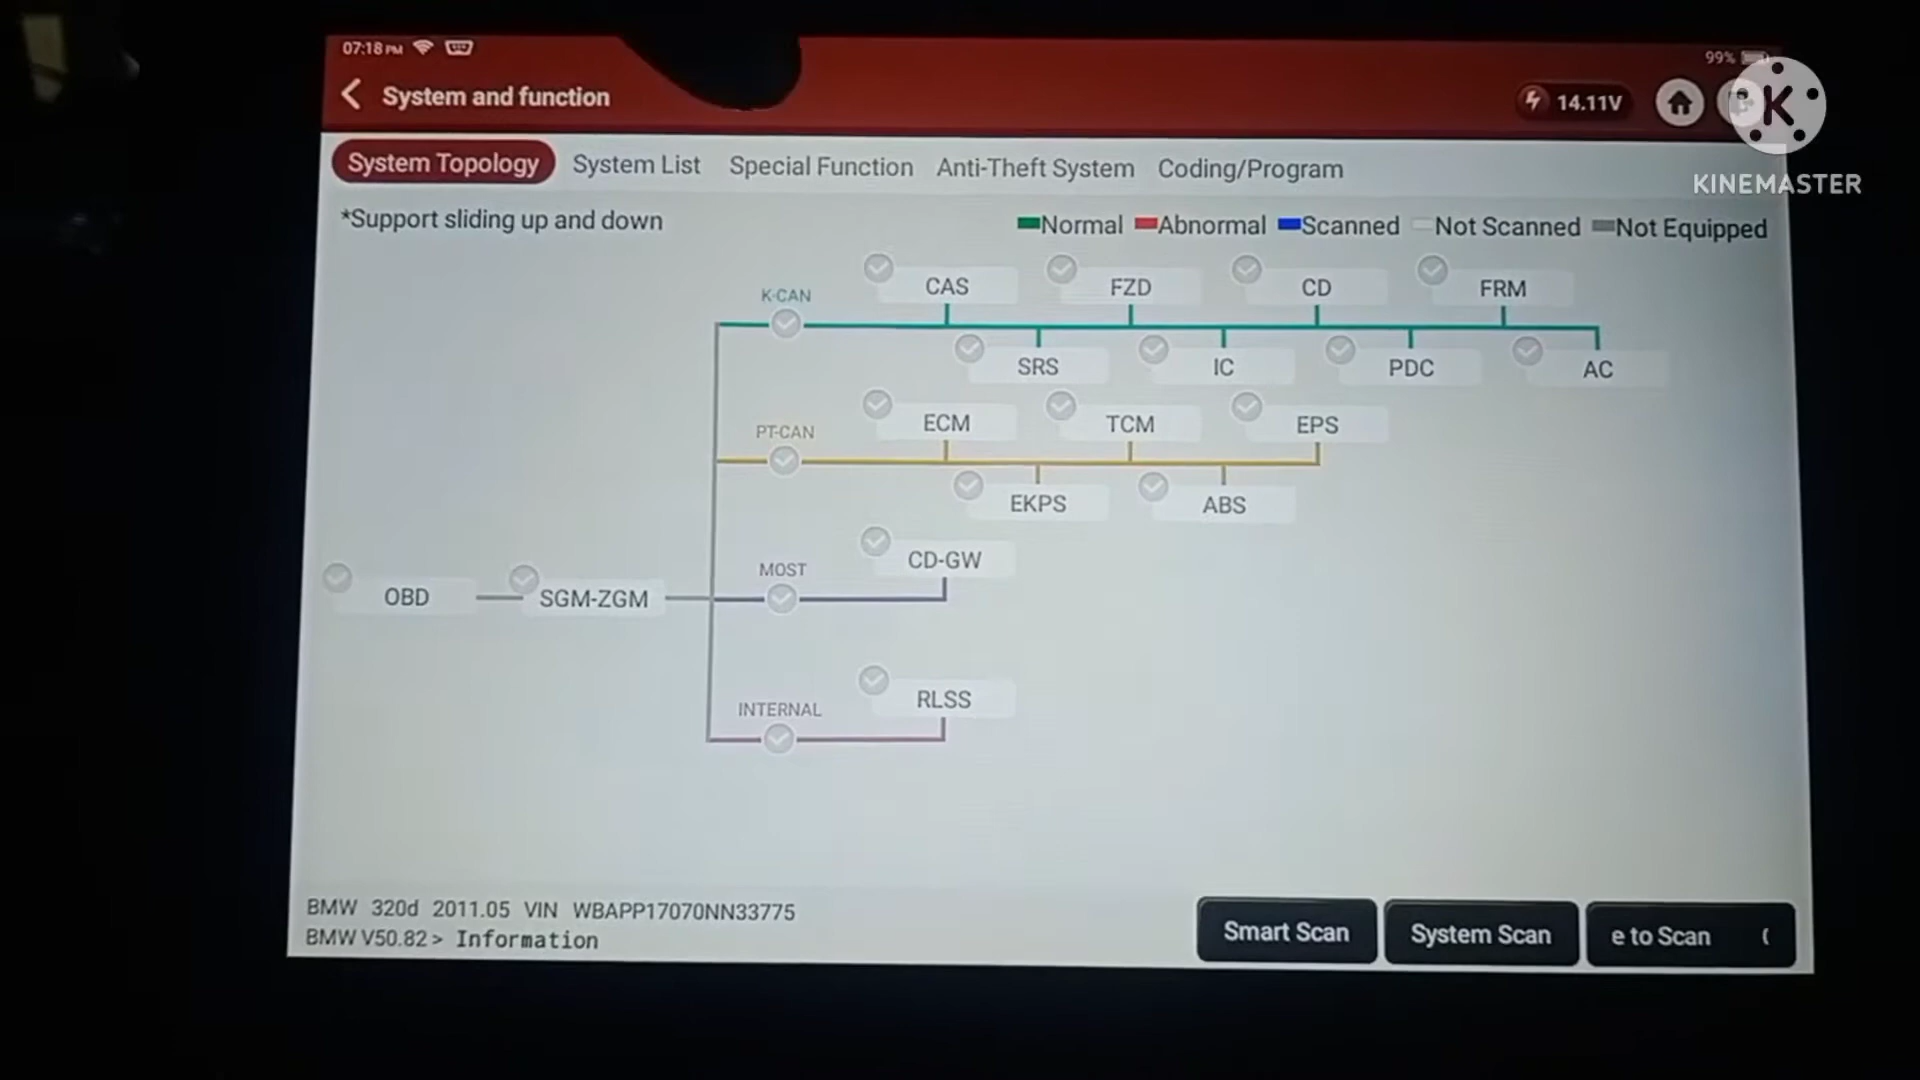 07:18 PM
99%
System and function
14.11V
K
KINEMASTER
System Topology System List Special Function Anti-Theft System Coding/Program
*Support sliding up and down
Normal Abnormal Scanned Not Scanned Not Equipped
K-CAN
CAS FZD CD FRM
SRS IC PDC AC
PT-CAN
ECM TCM EPS
EKPS ABS
MOST
CD-GW
OBD SGM-ZGM
INTERNAL
RLSS
BMW 320d 2011.05 VIN WBAPP17070NN33775
BMW V50.82 > Information
Smart Scan System Scan e to Scan (